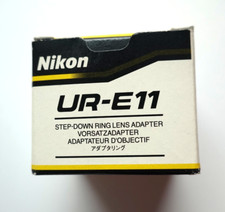 Nikon
UR-E11
STEP-DOWN RING LENS ADAPTER
VORSATZADAPTER
ADAPTATEUR D'OBJECTIF
アダプタリング